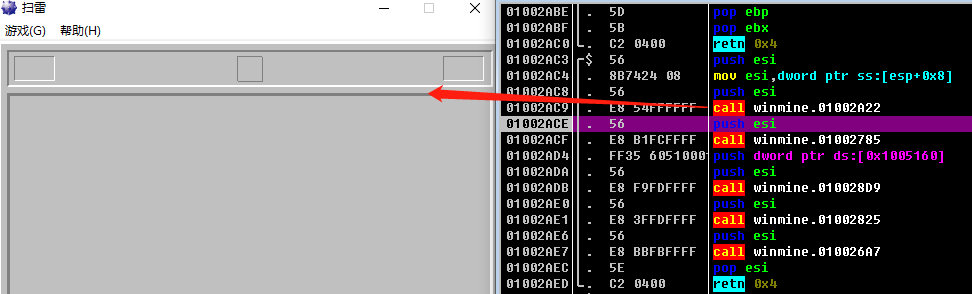 扫雷
游戏(G) 帮助(H)
01002ABE . 5D pop ebp
01002ABF . 5B pop ebx
01002AC0 . C2 0400 retn 0x4
01002AC3 $ 56 push esi
01002AC4 . 8B7424 08 mov esi,dword ptr ss:[esp+0x8]
01002AC8 . 56 push esi
01002AC9 . E8 54FFFFFF call winmine.01002A22
01002ACE . 56 push esi
01002ACF . E8 B1FCFFFF call winmine.01002785
01002AD4 . FF35 60510001 push dword ptr ds:[0x1005160]
01002ADA . 56 push esi
01002ADB . E8 F9FDFFFF call winmine.010028D9
01002AE0 . 56 push esi
01002AE1 . E8 3FFDFFFF call winmine.01002825
01002AE6 . 56 push esi
01002AE7 . E8 BBFBFFFF call winmine.010026A7
01002AEC . 5E pop esi
01002AED . C2 0400 retn 0x4